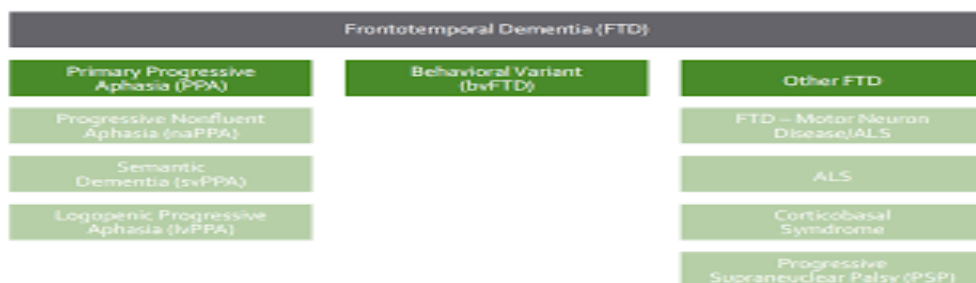 Frontotemporal Dementia (FTD)
Primary Progressive
Aphasia (PPA)
Behavioral Variant
(bvFTD)
Other FTD
Progressive Nonfluent
Aphasia (naPPA)
FTD – Motor Neuron
Disease/ALS
Semantic
Dementia (svPPA)
ALS
Logopenic Progressive
Aphasia (lvPPA)
Corticobasal
Symdrome
Progressive
Supranuclear Palsy (PSP)